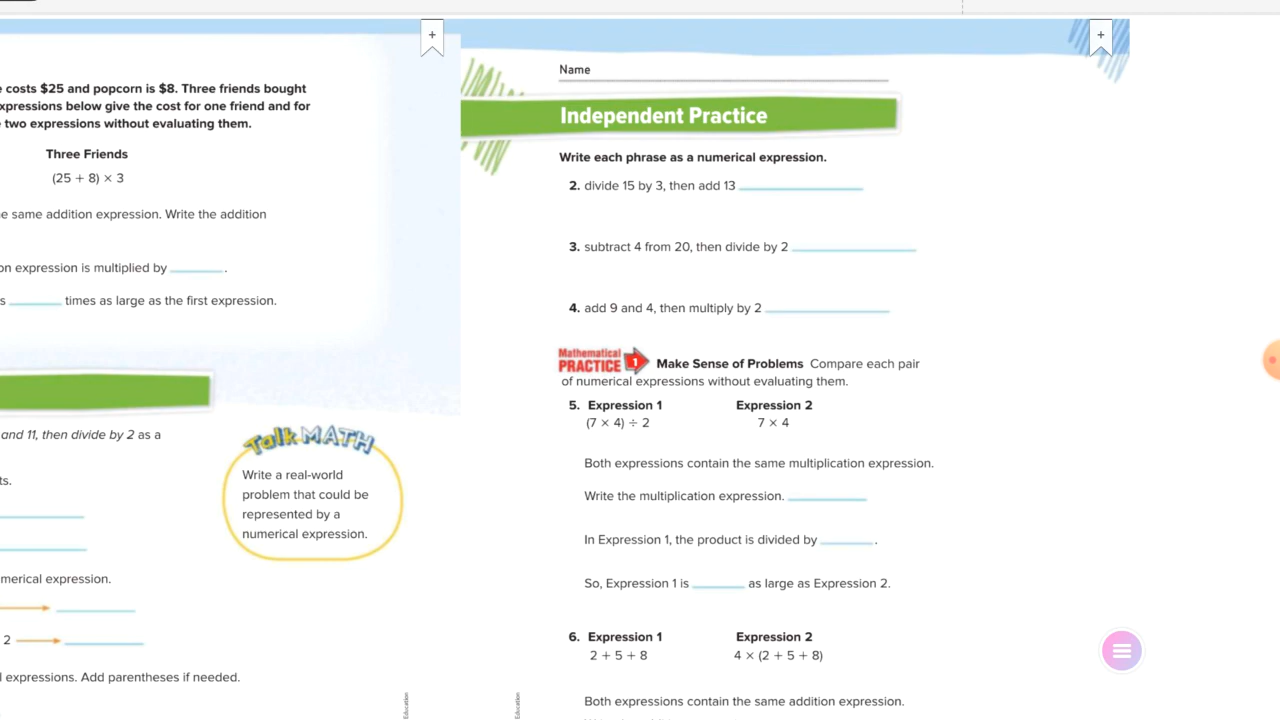 costs $25 and popcorn is $8. Three friends bought
xpressions below give the cost for one friend and for
two expressions without evaluating them.
Three Friends
(25 + 8) × 3
e same addition expression. Write the addition
on expression is multiplied by ______.
s ______ times as large as the first expression.
and 11, then divide by 2 as a
ts.
merical expression.
2
expressions. Add parentheses if needed.
Talk MATH
Write a real-world
problem that could be
represented by a
numerical expression.
Education
+
+
Name
Independent Practice
Write each phrase as a numerical expression.
2. divide 15 by 3, then add 13
3. subtract 4 from 20, then divide by 2
4. add 9 and 4, then multiply by 2
Mathematical
PRACTICE 1 Make Sense of Problems Compare each pair
of numerical expressions without evaluating them.
5. Expression 1 Expression 2
(7 × 4) ÷ 2 7 × 4
Both expressions contain the same multiplication expression.
Write the multiplication expression.
In Expression 1, the product is divided by ______.
So, Expression 1 is ______ as large as Expression 2.
6. Expression 1 Expression 2
2 + 5 + 8 4 × (2 + 5 + 8)
Both expressions contain the same addition expression.
Education